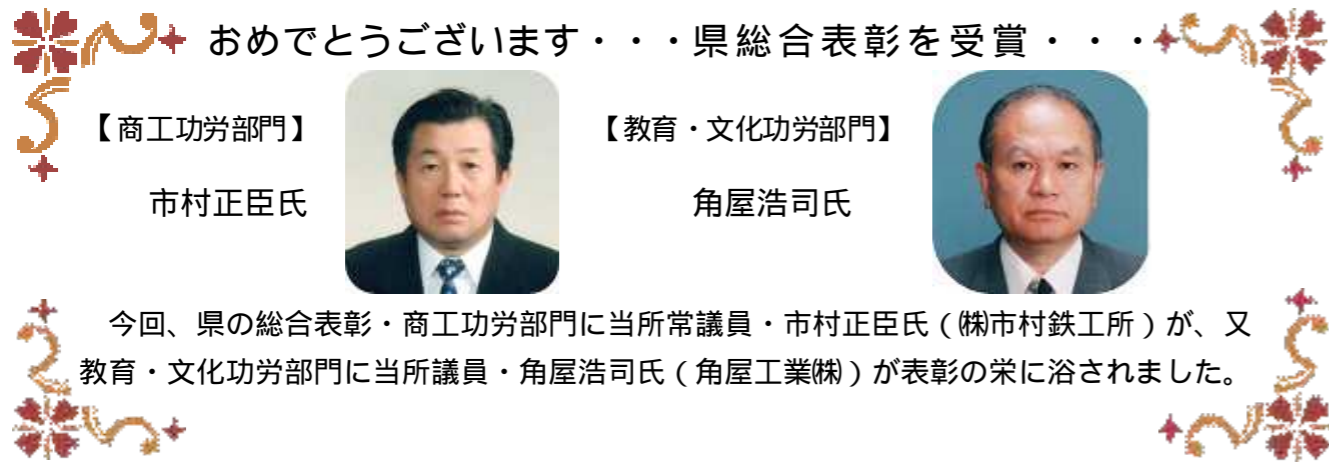 おめでとうございます・・・県総合表彰を受賞・・・
【商工功労部門】
市村正臣氏
【教育・文化功労部門】
角屋浩司氏
今回、県の総合表彰・商工功労部門に当所常議員・市村正臣氏（㈱市村鉄工所）が、又
教育・文化功労部門に当所議員・角屋浩司氏（角屋工業㈱）が表彰の栄に浴されました。